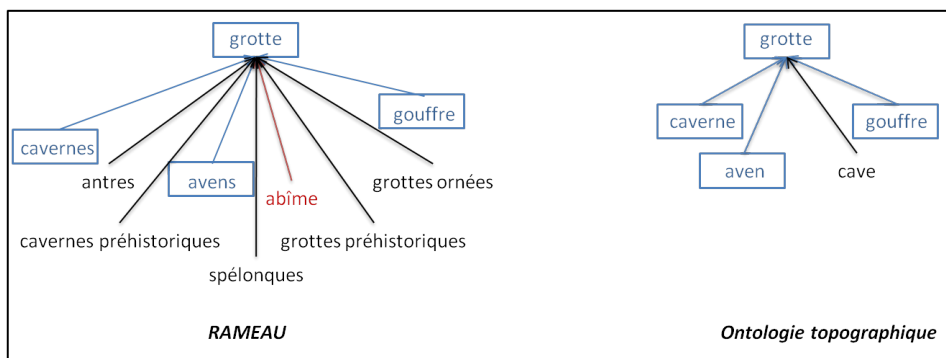 grotte
cavernes
antres
avens
abîme
gouffre
grottes ornées
cavernes préhistoriques
grottes préhistoriques
spélonques
RAMEAU
grotte
caverne
gouffre
aven
cave
Ontologie topographique